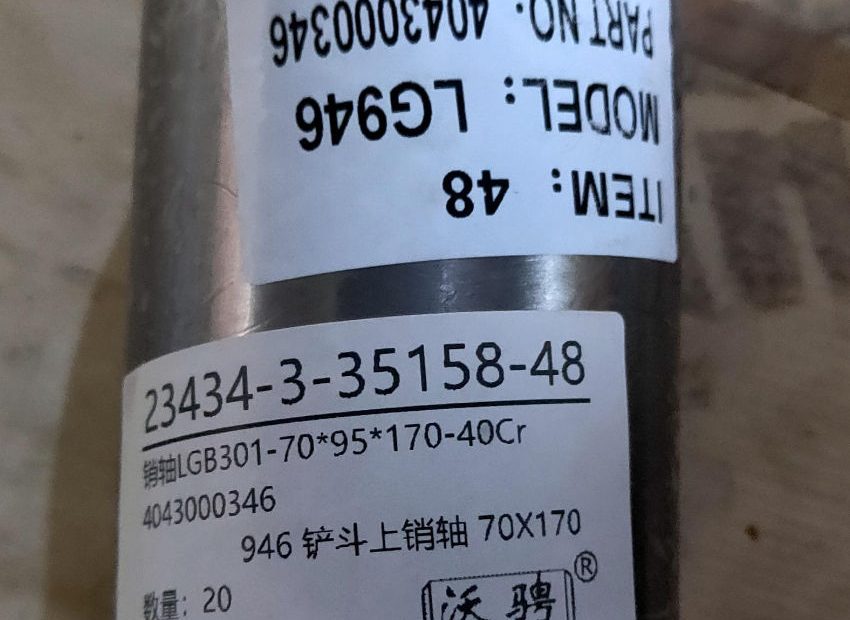 PART NO: 4043000346
MODEL: LG946
ITEM: 48
23434-3-35158-48
销轴LGB301-70*95*170-40Cr
4043000346
946 铲斗上销轴 70X170
数量: 20
沃骋®